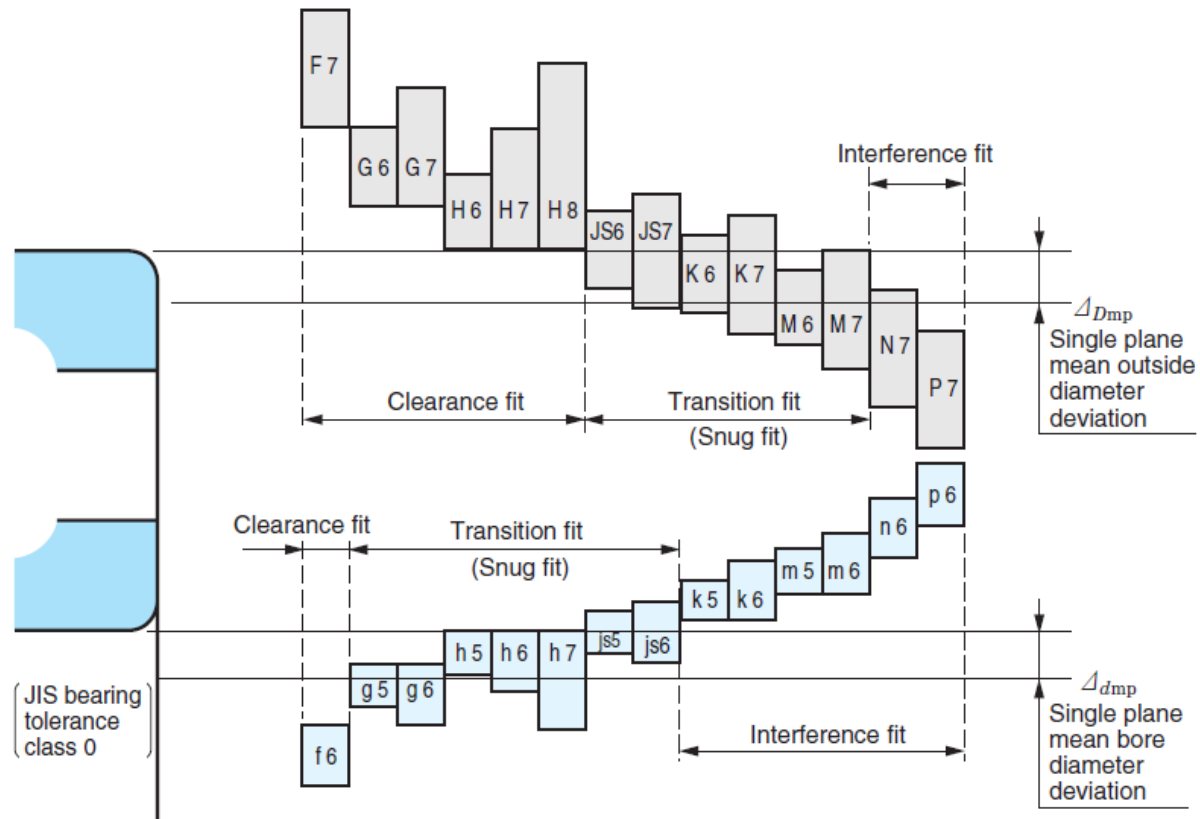 F 7
G 6
G 7
H 6
H 7
H 8
Interference fit
JS6
JS7
K 6
K 7
M 6
M 7
N 7
P 7
ΔDmp
Single plane
mean outside
diameter
deviation
Clearance fit
Transition fit
(Snug fit)
Clearance fit
Transition fit
(Snug fit)
p 6
n 6
m 5
m 6
k 5
k 6
js5
js6
h 5
h 6
h 7
g 5
g 6
f 6
JIS bearing
tolerance
class 0
Interference fit
Δdmp
Single plane
mean bore
diameter
deviation